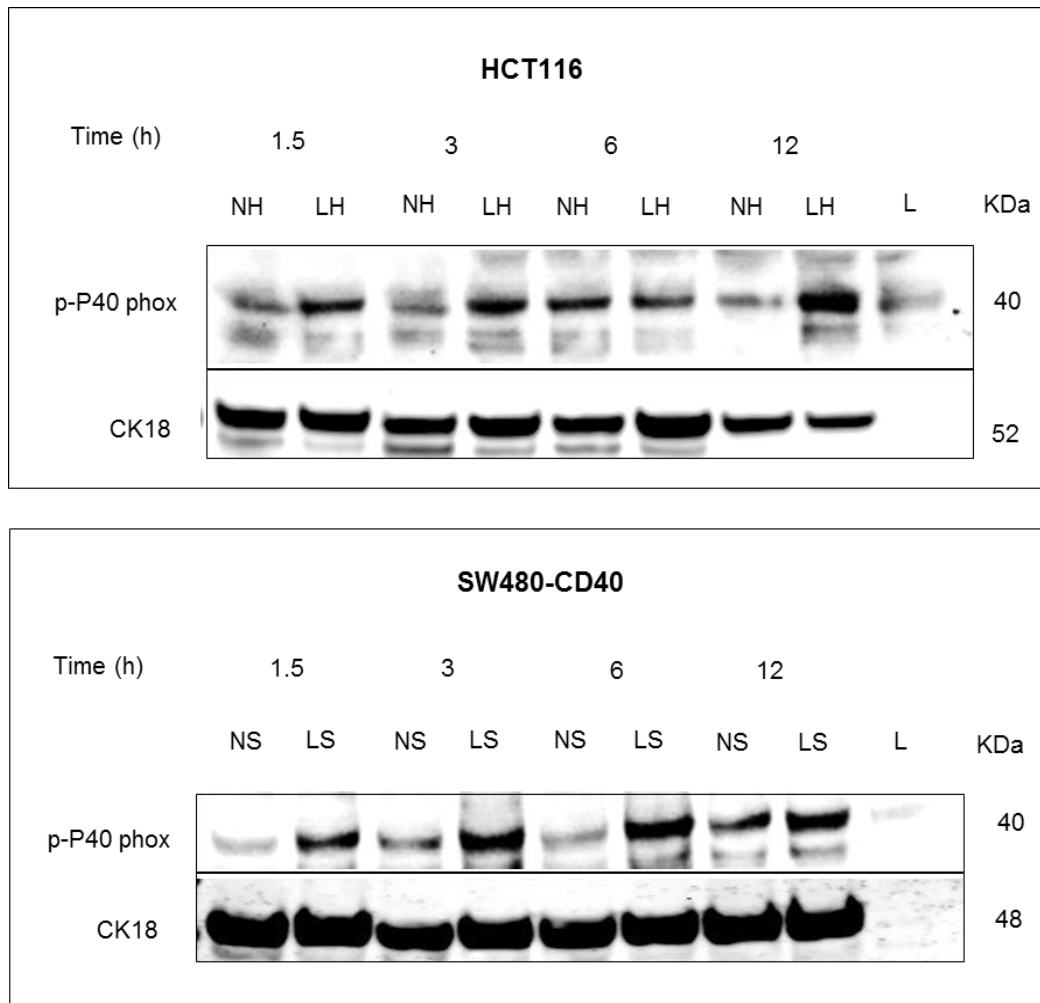 HCT116
Time (h) 1.5 3 6 12
NH LH NH LH NH LH NH LH L KDa
p-P40 phox 40
CK18 52
SW480-CD40
Time (h) 1.5 3 6 12
NS LS NS LS NS LS NS LS L KDa
p-P40 phox 40
CK18 48